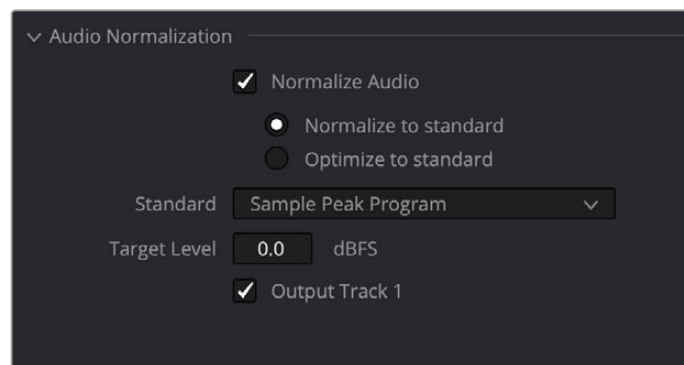 Audio Normalization
Normalize Audio
Normalize to standard
Optimize to standard
Standard Sample Peak Program
Target Level 0.0 dBFS
Output Track 1